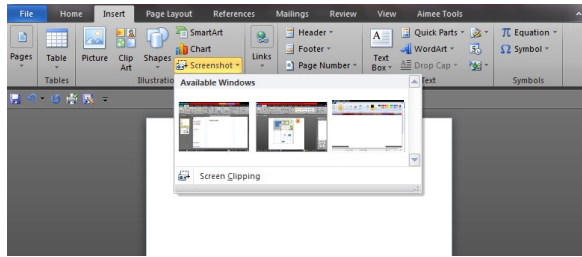 File Home Insert Page Layout References Mailings Review View Aimee Tools
Pages
Table
Tables
Picture
Clip Art
Shapes
SmartArt
Chart
Screenshot
Illustratio
Links
Header
Footer
Page Number
Text Box
Quick Parts
WordArt
Drop Cap
Text
Equation
Symbol
Symbols
Available Windows
Screen Clipping